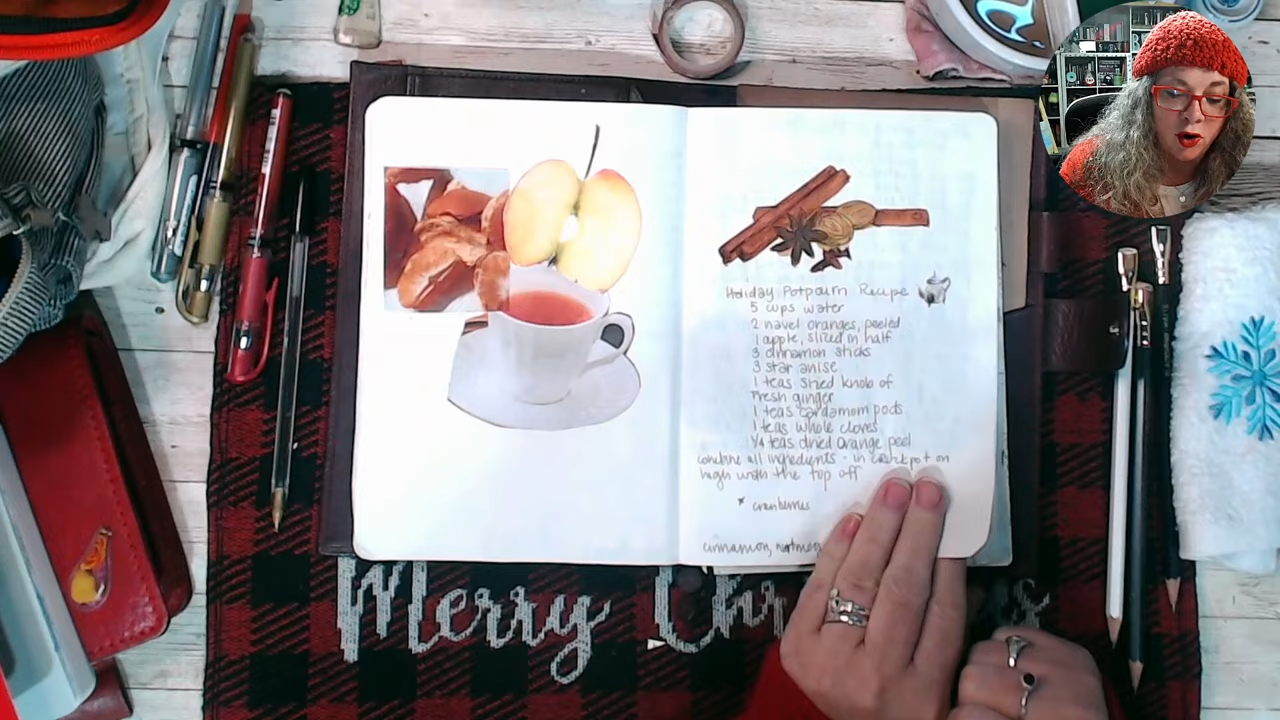 Holiday Potpourri Recipe
5 cups water
2 navel oranges, peeled
1 apple, sliced in half
3 cinnamon sticks
3 star anise
1 teas sliced knob of
fresh ginger
1 teas cardamom pods
1 teas whole cloves
1/4 teas dried orange peel
combine all ingredients - in crockpot on
high with the top off
* cranberries
cinnamon, nutmeg
Merry Chr s